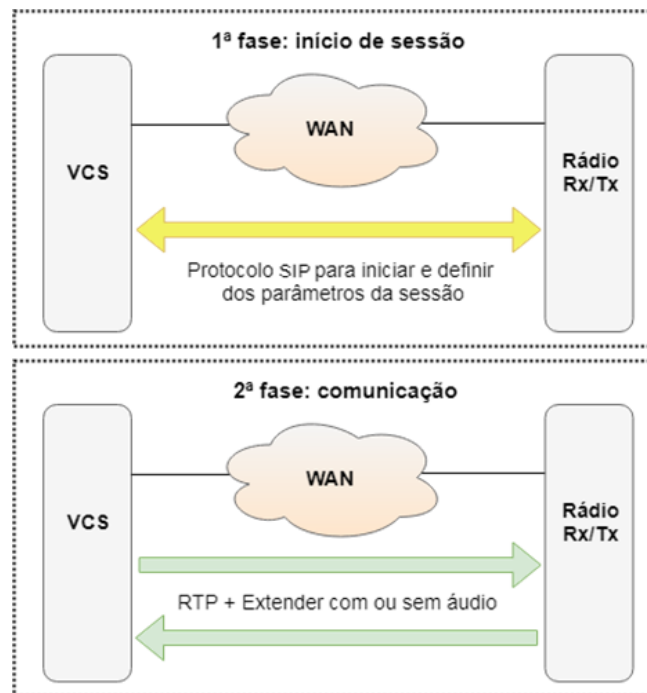 1ª fase: início de sessão
VCS
WAN
Rádio
Rx/Tx
Protocolo SIP para iniciar e definir
dos parâmetros da sessão
2ª fase: comunicação
VCS
WAN
Rádio
Rx/Tx
RTP + Extender com ou sem áudio